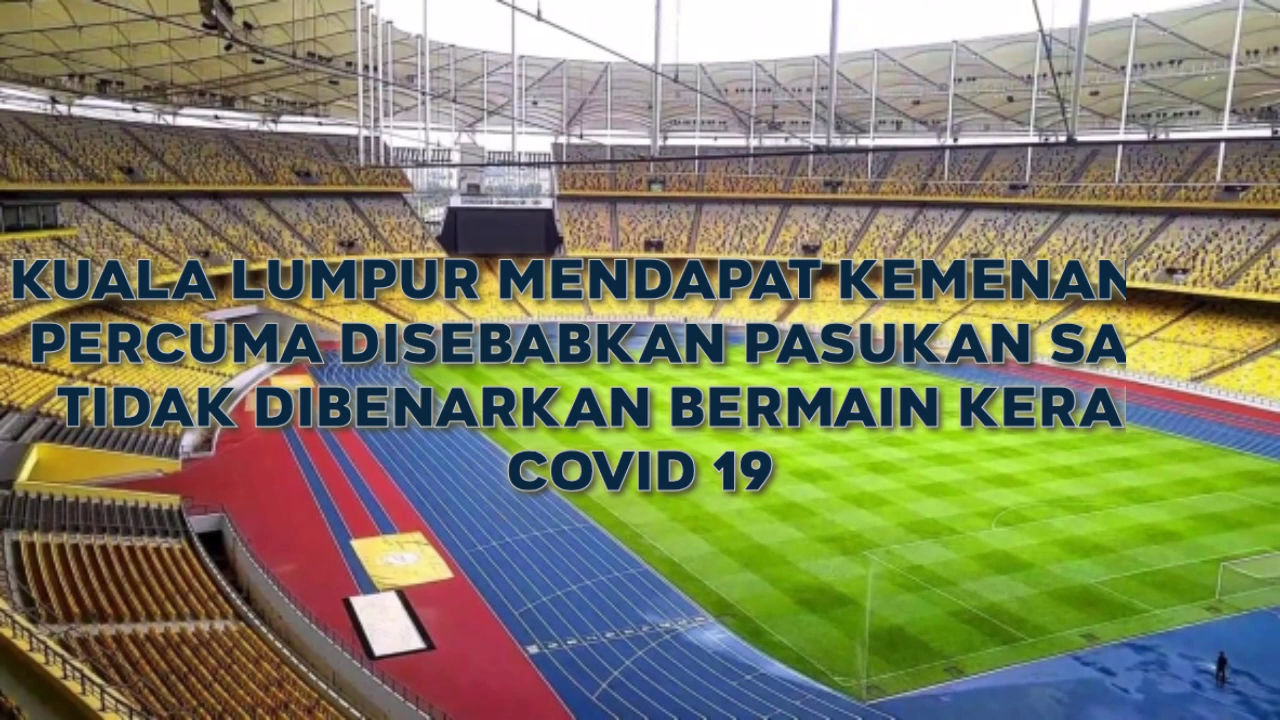 KUALA LUMPUR MENDAPAT KEMENAN
PERCUMA DISEBABKAN PASUKAN SA
TIDAK DIBENARKAN BERMAIN KERA
COVID 19